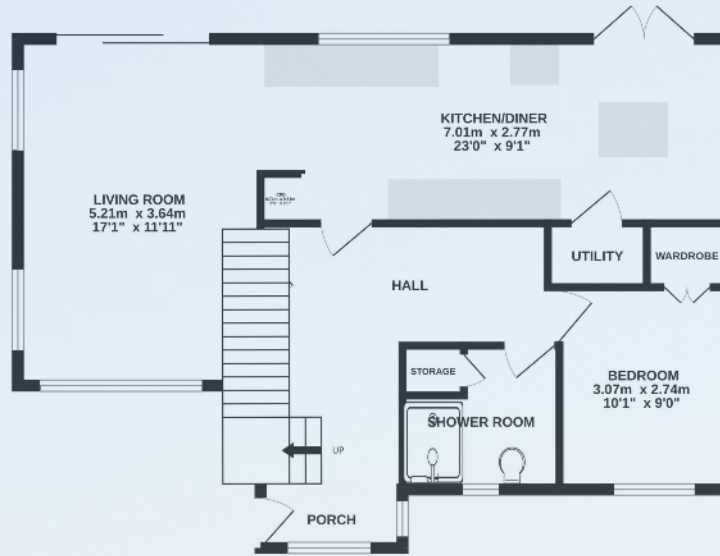 KITCHEN/DINER
7.01m x 2.77m
23'0" x 9'1"
LIVING ROOM
5.21m x 3.64m
17'1" x 11'11"
UTILITY
WARDROBE
HALL
STORAGE
BEDROOM
3.07m x 2.74m
10'1" x 9'0"
SHOWER ROOM
UP
PORCH